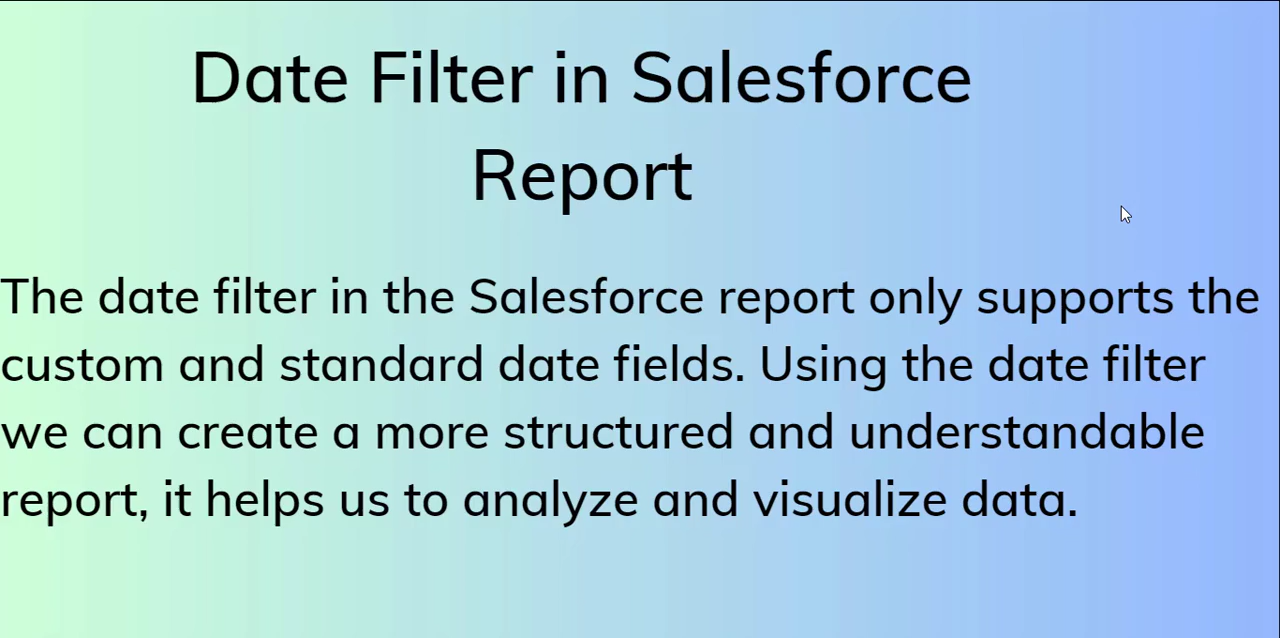 Date Filter in Salesforce
Report
The date filter in the Salesforce report only supports the
custom and standard date fields. Using the date filter
we can create a more structured and understandable
report, it helps us to analyze and visualize data.